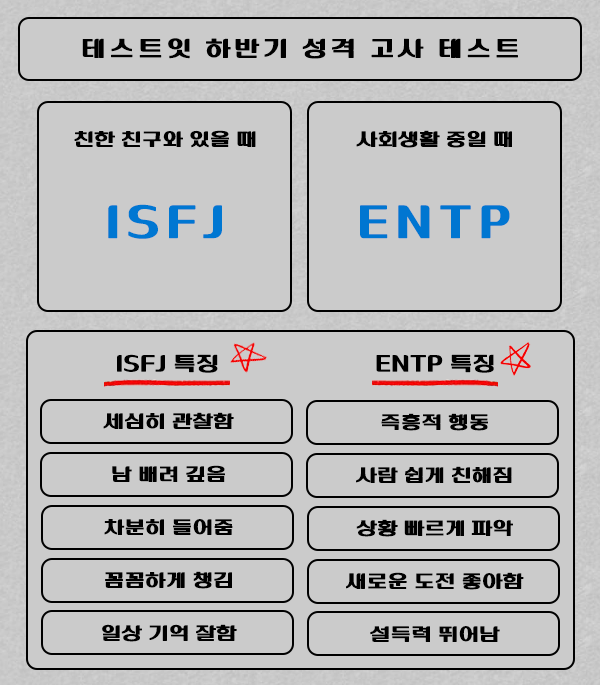 테스트잇 하반기 성격 고사 테스트
친한 친구와 있을 때
ISFJ
사회생활 중일 때
ENTP
ISFJ 특징
ENTP 특징
세심히 관찰함
즉흥적 행동
남 배려 깊음
사람 쉽게 친해짐
차분히 들어줌
상황 빠르게 파악
꼼꼼하게 챙김
새로운 도전 좋아함
일상 기억 잘함
설득력 뛰어남